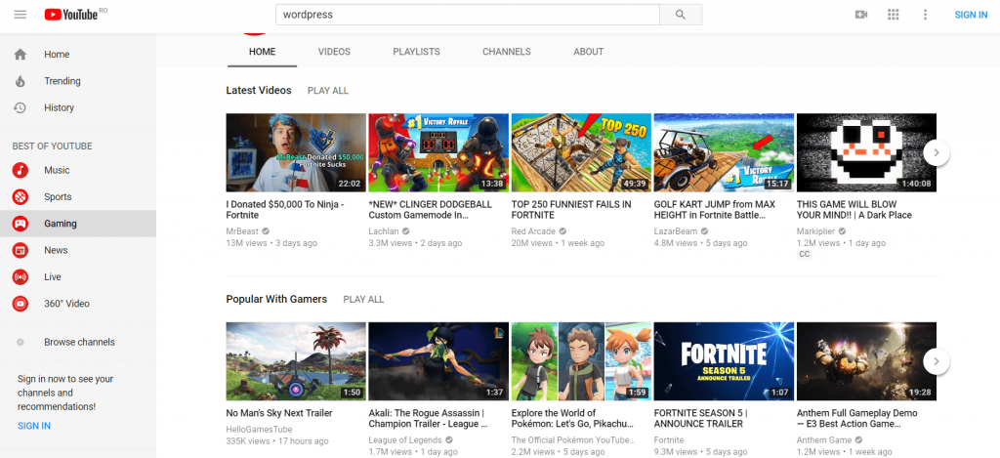 YouTube RO
wordpress
SIGN IN
Home
Trending
History
BEST OF YOUTUBE
Music
Sports
Gaming
News
Live
360° Video
Browse channels
Sign in now to see your
channels and
recommendations!
SIGN IN
HOME VIDEOS PLAYLISTS CHANNELS ABOUT
Latest Videos PLAY ALL
MrBeast Donated $50,000
Fortnite Sucks
22:02
I Donated $50,000 To Ninja -
Fortnite
MrBeast
13M views • 3 days ago
#1 VICTORY ROYALE
13:38
*NEW* CLINGER DODGEBALL
Custom Gamemode In...
Lachlan
3.3M views • 2 days ago
TOP 250
49:39
TOP 250 FUNNIEST FAILS IN
FORTNITE
Red Arcade
20M views • 1 week ago
#1 VICTORY
15:17
GOLF KART JUMP from MAX
HEIGHT in Fortnite Battle...
LazarBeam
4.8M views • 5 days ago
1:40:08
THIS GAME WILL BLOW
YOUR MIND!! | A Dark Place
Markiplier
1.2M views • 1 day ago
CC
Popular With Gamers PLAY ALL
1:50
No Man's Sky Next Trailer
HelloGamesTube
335K views • 17 hours ago
1:37
Akali: The Rogue Assassin |
Champion Trailer - League ...
League of Legends
1.7M views • 1 day ago
1:59
Explore the World of
Pokémon: Let's Go, Pikachu...
The Official Pokémon YouTube...
2.2M views • 5 days ago
FORTNITE
SEASON 5
ANNOUNCE TRAILER
1:07
FORTNITE SEASON 5 |
ANNOUNCE TRAILER
Fortnite
9.3M views • 5 days ago
19:28
Anthem Full Gameplay Demo
— E3 Best Action Game...
Anthem Game
1.2M views • 1 week ago